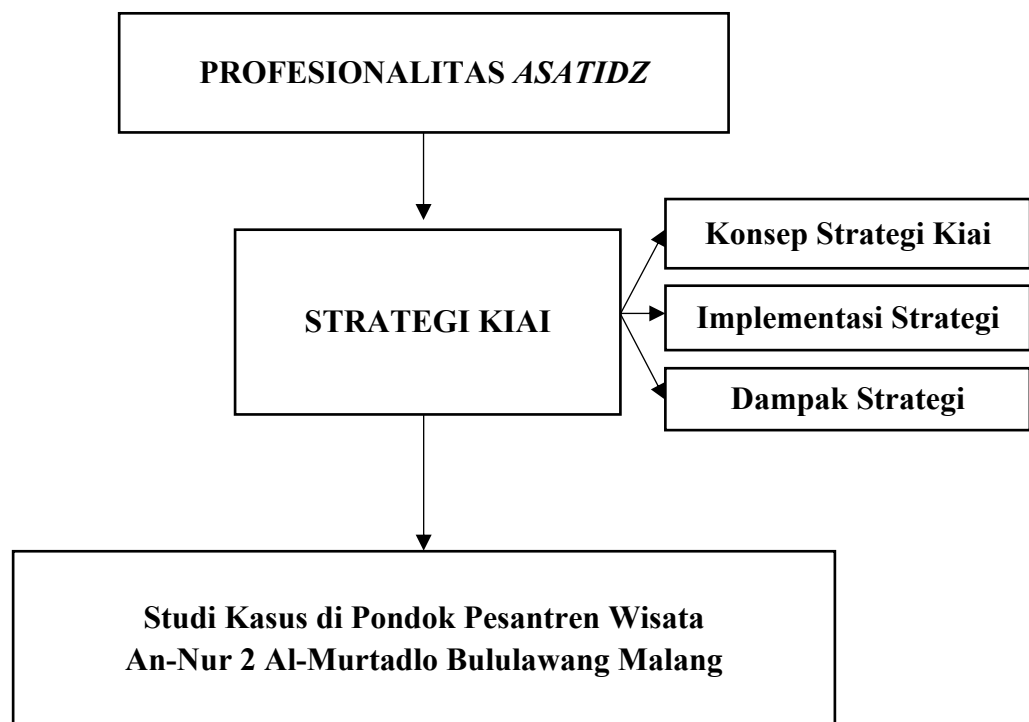 PROFESIONALITAS ASATIDZ
STRATEGI KIAI
Konsep Strategi Kiai
Implementasi Strategi
Dampak Strategi
Studi Kasus di Pondok Pesantren Wisata
An-Nur 2 Al-Murtadlo Bululawang Malang